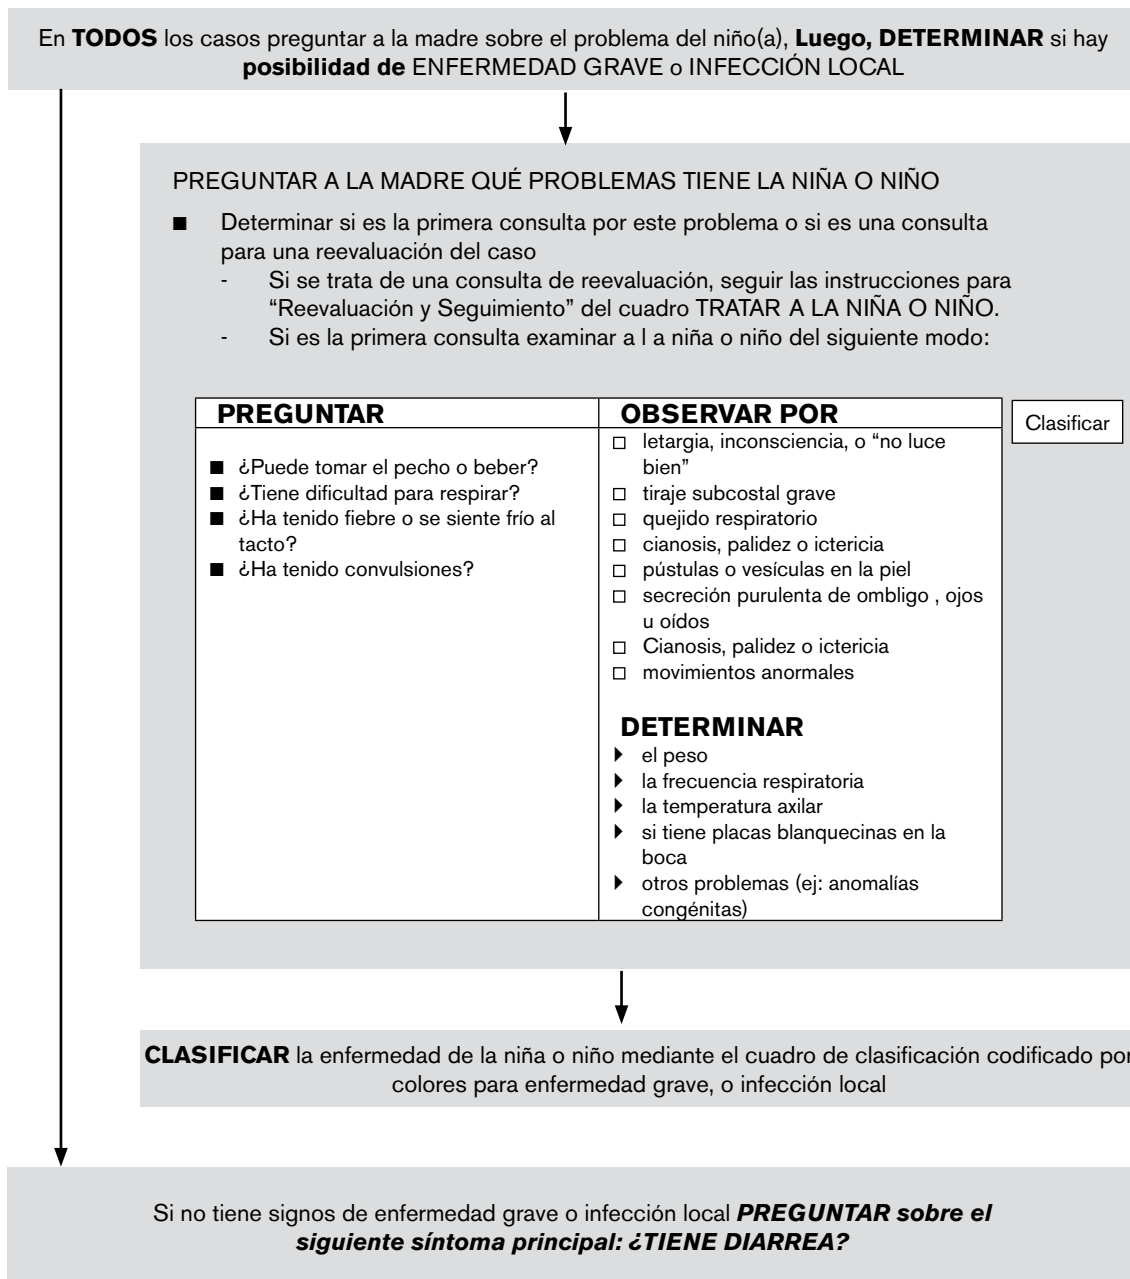 En TODOS los casos preguntar a la madre sobre el problema del niño(a), Luego, DETERMINAR si hay
posibilidad de ENFERMEDAD GRAVE o INFECCIÓN LOCAL
PREGUNTAR A LA MADRE QUÉ PROBLEMAS TIENE LA NIÑA O NIÑO
■ Determinar si es la primera consulta por este problema o si es una consulta
para una reevaluación del caso
- Si se trata de una consulta de reevaluación, seguir las instrucciones para
“Reevaluación y Seguimiento” del cuadro TRATAR A LA NIÑA O NIÑO.
- Si es la primera consulta examinar a l a niña o niño del siguiente modo:
PREGUNTAR
■ ¿Puede tomar el pecho o beber?
■ ¿Tiene dificultad para respirar?
■ ¿Ha tenido fiebre o se siente frío al
tacto?
■ ¿Ha tenido convulsiones?
OBSERVAR POR
□ letargia, inconsciencia, o “no luce
bien”
□ tiraje subcostal grave
□ quejido respiratorio
□ cianosis, palidez o ictericia
□ pústulas o vesículas en la piel
□ secreción purulenta de ombligo , ojos
u oídos
□ Cianosis, palidez o ictericia
□ movimientos anormales
DETERMINAR
▶ el peso
▶ la frecuencia respiratoria
▶ la temperatura axilar
▶ si tiene placas blanquecinas en la
boca
▶ otros problemas (ej: anomalías
congénitas)
Clasificar
CLASIFICAR la enfermedad de la niña o niño mediante el cuadro de clasificación codificado por
colores para enfermedad grave, o infección local
Si no tiene signos de enfermedad grave o infección local PREGUNTAR sobre el
siguiente síntoma principal: ¿TIENE DIARREA?